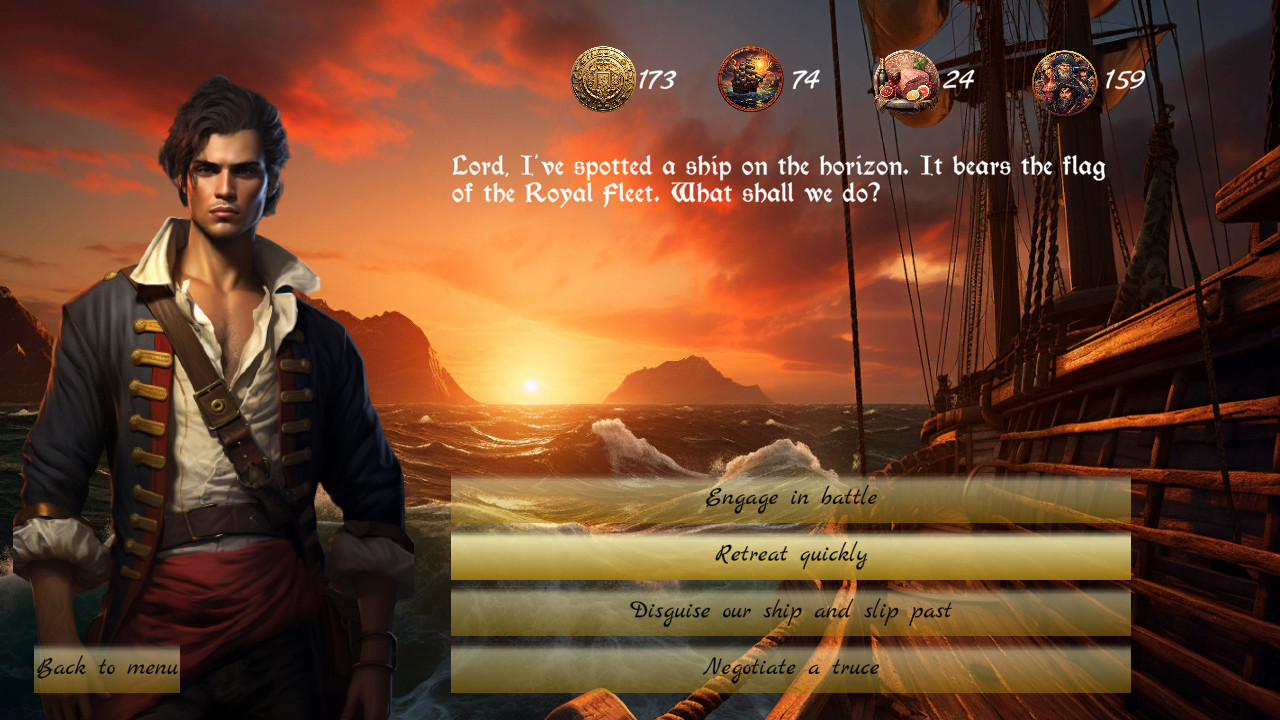 173 74 24 159
Lord, I've spotted a ship on the horizon. It bears the flag
of the Royal Fleet. What shall we do?
Engage in battle
Retreat quickly
Disguise our ship and slip past
Negotiate a truce
Back to menu